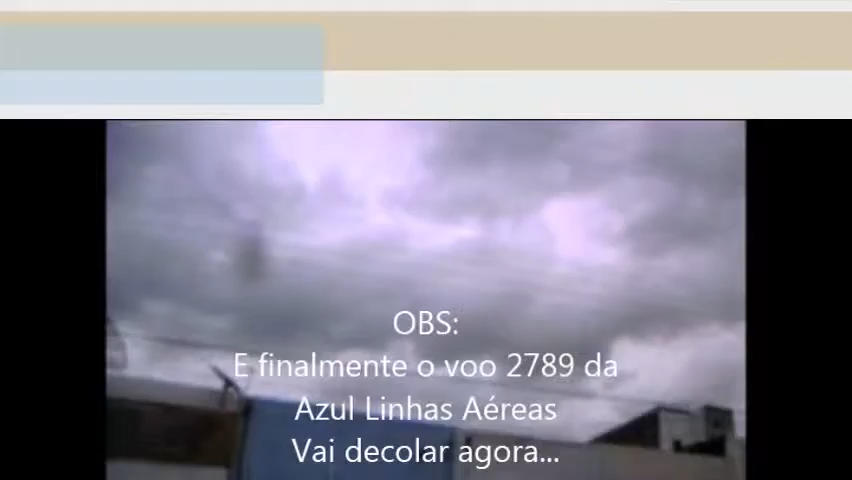 OBS:
E finalmente o voo 2789 da
Azul Linhas Aéreas
Vai decolar agora...